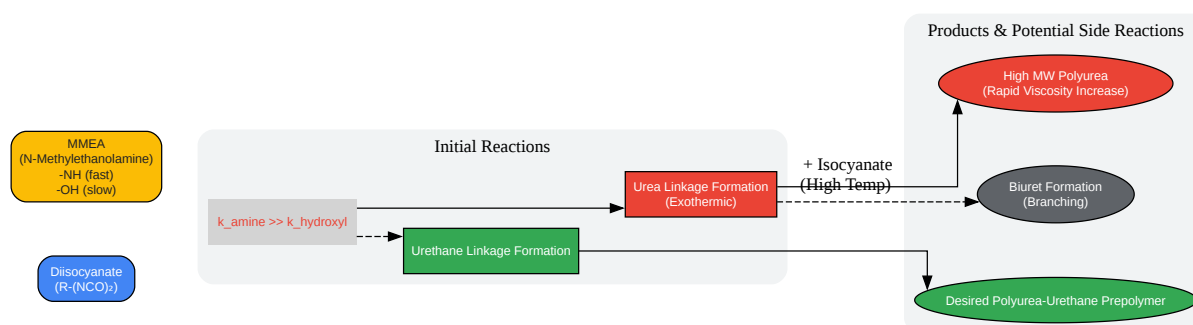 Products & Potential Side Reactions
High MW Polyurea
(Rapid Viscosity Increase)
MMEA
(N-Methylethanolamine)
-NH (fast)
-OH (slow)
Initial Reactions
+ Isocyanate
(High Temp)
Urea Linkage Formation
(Exothermic)
Biuret Formation
(Branching)
k_amine >> k_hydroxyl
Urethane Linkage Formation
Diisocyanate
(R-(NCO)₂)
Desired Polyurea-Urethane Prepolymer